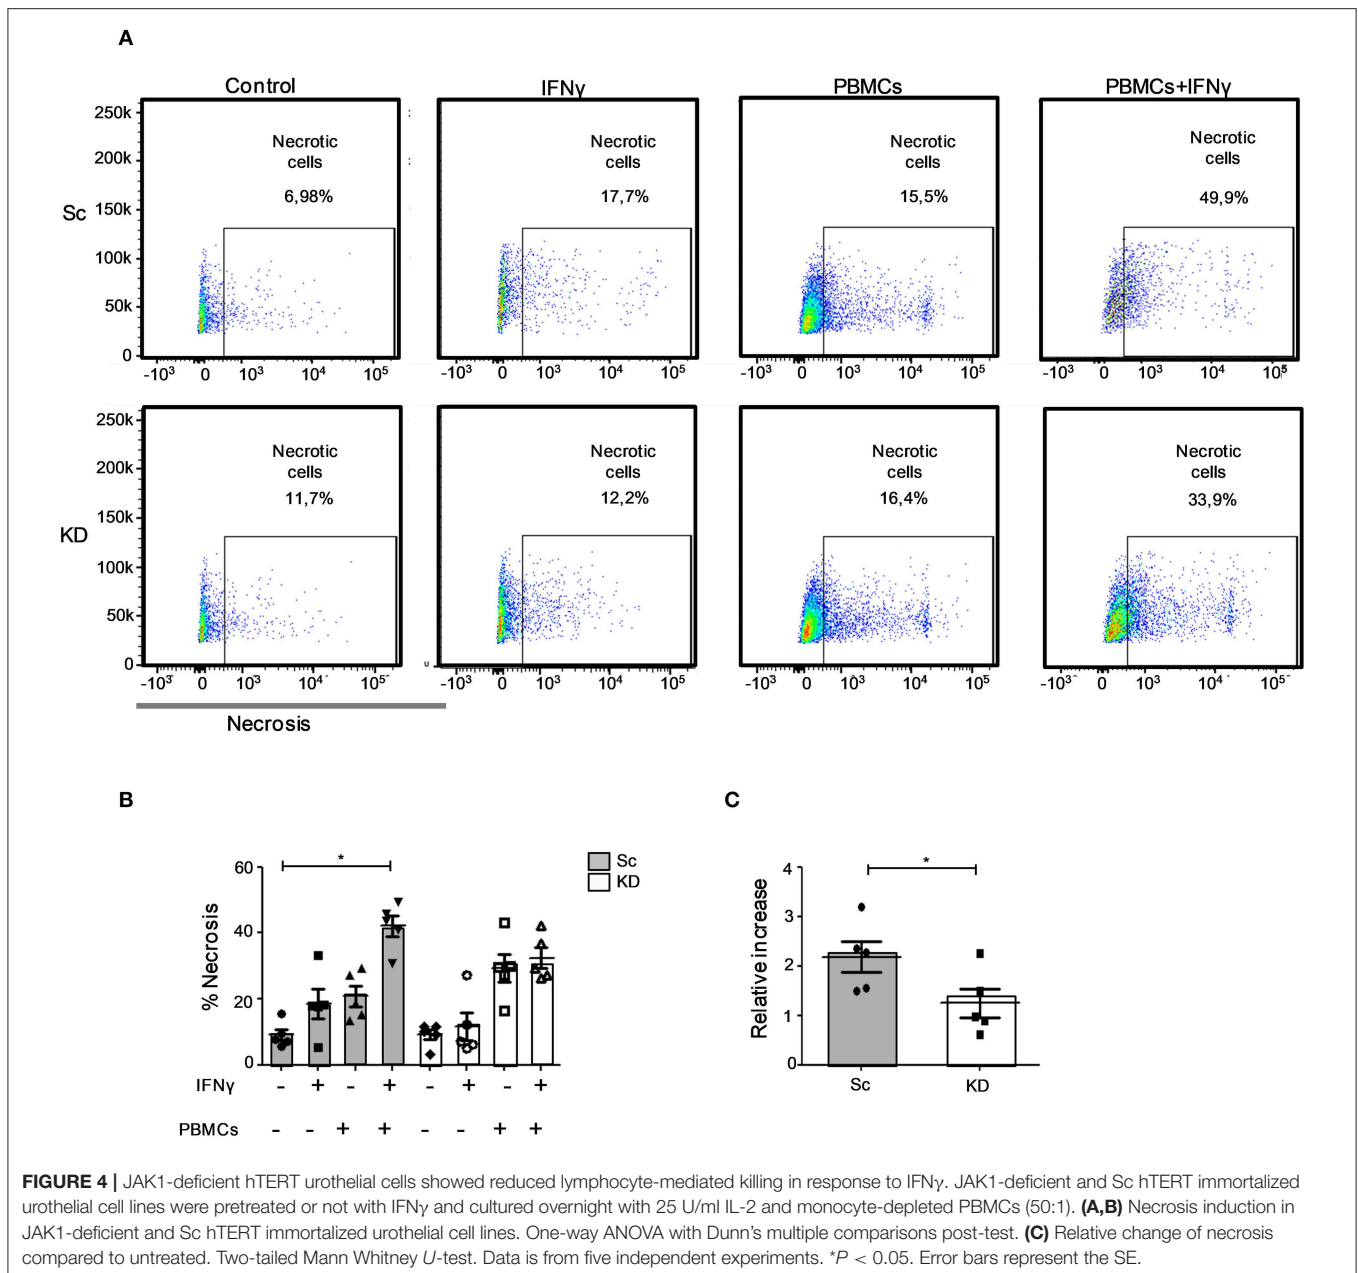 A
Control IFNγ PBMCs PBMCs+IFNγ
Sc
250k
200k
150k
100k
50k
0
Necrotic cells 6,98%
Necrotic cells 17,7%
Necrotic cells 15,5%
Necrotic cells 49,9%
-10³ 0 10³ 10⁴ 10⁵
-10³ 0 10³ 10⁴ 10⁵
-10³ 0 10³ 10⁴ 10⁵
-10³ 0 10³ 10⁴ 10⁵
KD
250k
200k
150k
100k
50k
0
Necrotic cells 11,7%
Necrotic cells 12,2%
Necrotic cells 16,4%
Necrotic cells 33,9%
-10³ 0 10³ 10⁴ 10⁵
-10³ 0 10³ 10⁴ 10⁵
-10³ 0 10³ 10⁴ 10⁵
-10³ 0 10³ 10⁴ 10⁵
Necrosis
B
% Necrosis
60
40
20
0
*
Sc
KD
IFNγ - + - + - + - +
PBMCs - - + + - - + +
C
Relative increase
4
3
2
1
0
*
Sc KD
FIGURE 4 | JAK1-deficient hTERT urothelial cells showed reduced lymphocyte-mediated killing in response to IFNγ. JAK1-deficient and Sc hTERT immortalized
urothelial cell lines were pretreated or not with IFNγ and cultured overnight with 25 U/ml IL-2 and monocyte-depleted PBMCs (50:1). (A,B) Necrosis induction in
JAK1-deficient and Sc hTERT immortalized urothelial cell lines. One-way ANOVA with Dunn's multiple comparisons post-test. (C) Relative change of necrosis
compared to untreated. Two-tailed Mann Whitney U-test. Data is from five independent experiments. *P < 0.05. Error bars represent the SE.